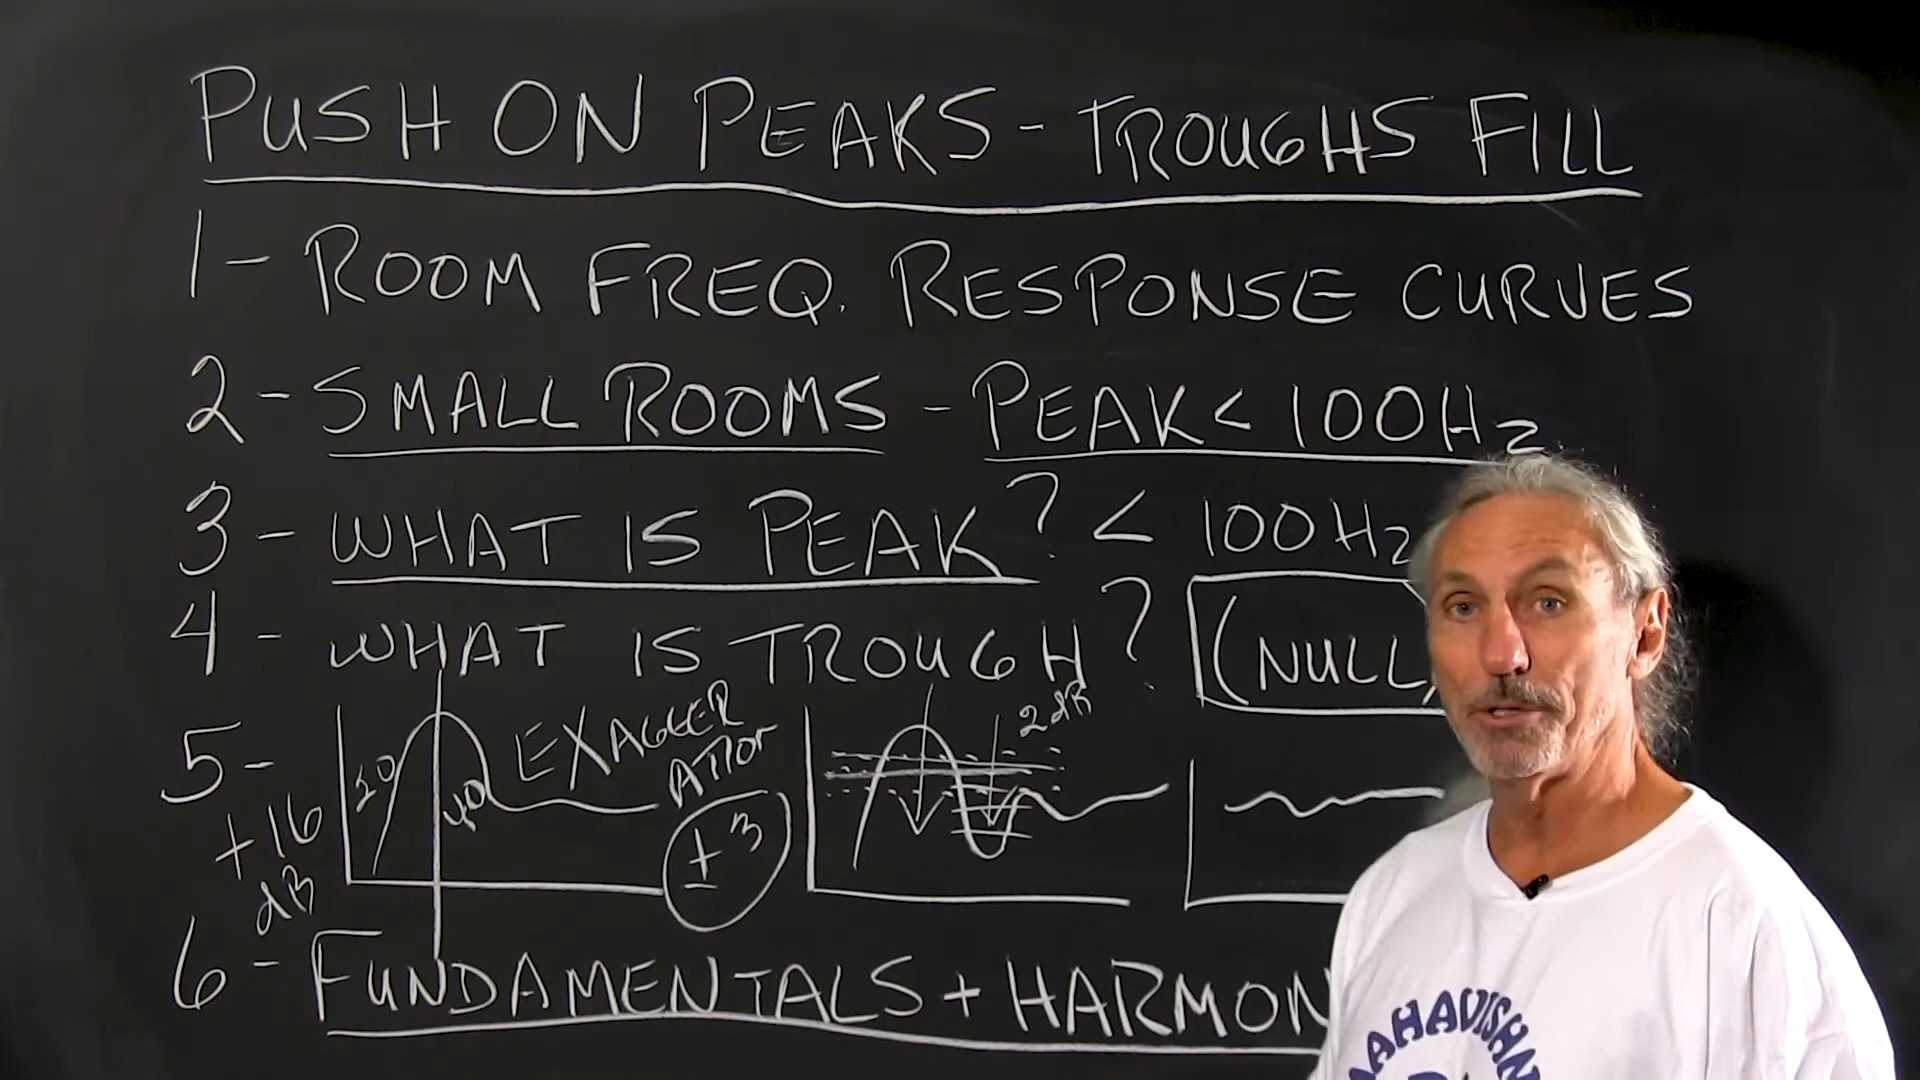 PUSH ON PEAKS - TROUGHS FILL
1 - ROOM FREQ. RESPONSE CURVES
2 - SMALL ROOMS - PEAK < 100Hz
3 - WHAT IS PEAK? < 100Hz
4 - WHAT IS TROUGH? (NULL)
5 -
+16
dB
40
EXAGGER
ATION
±3
2dB
6 - FUNDAMENTALS + HARMON
MAHAVISHN